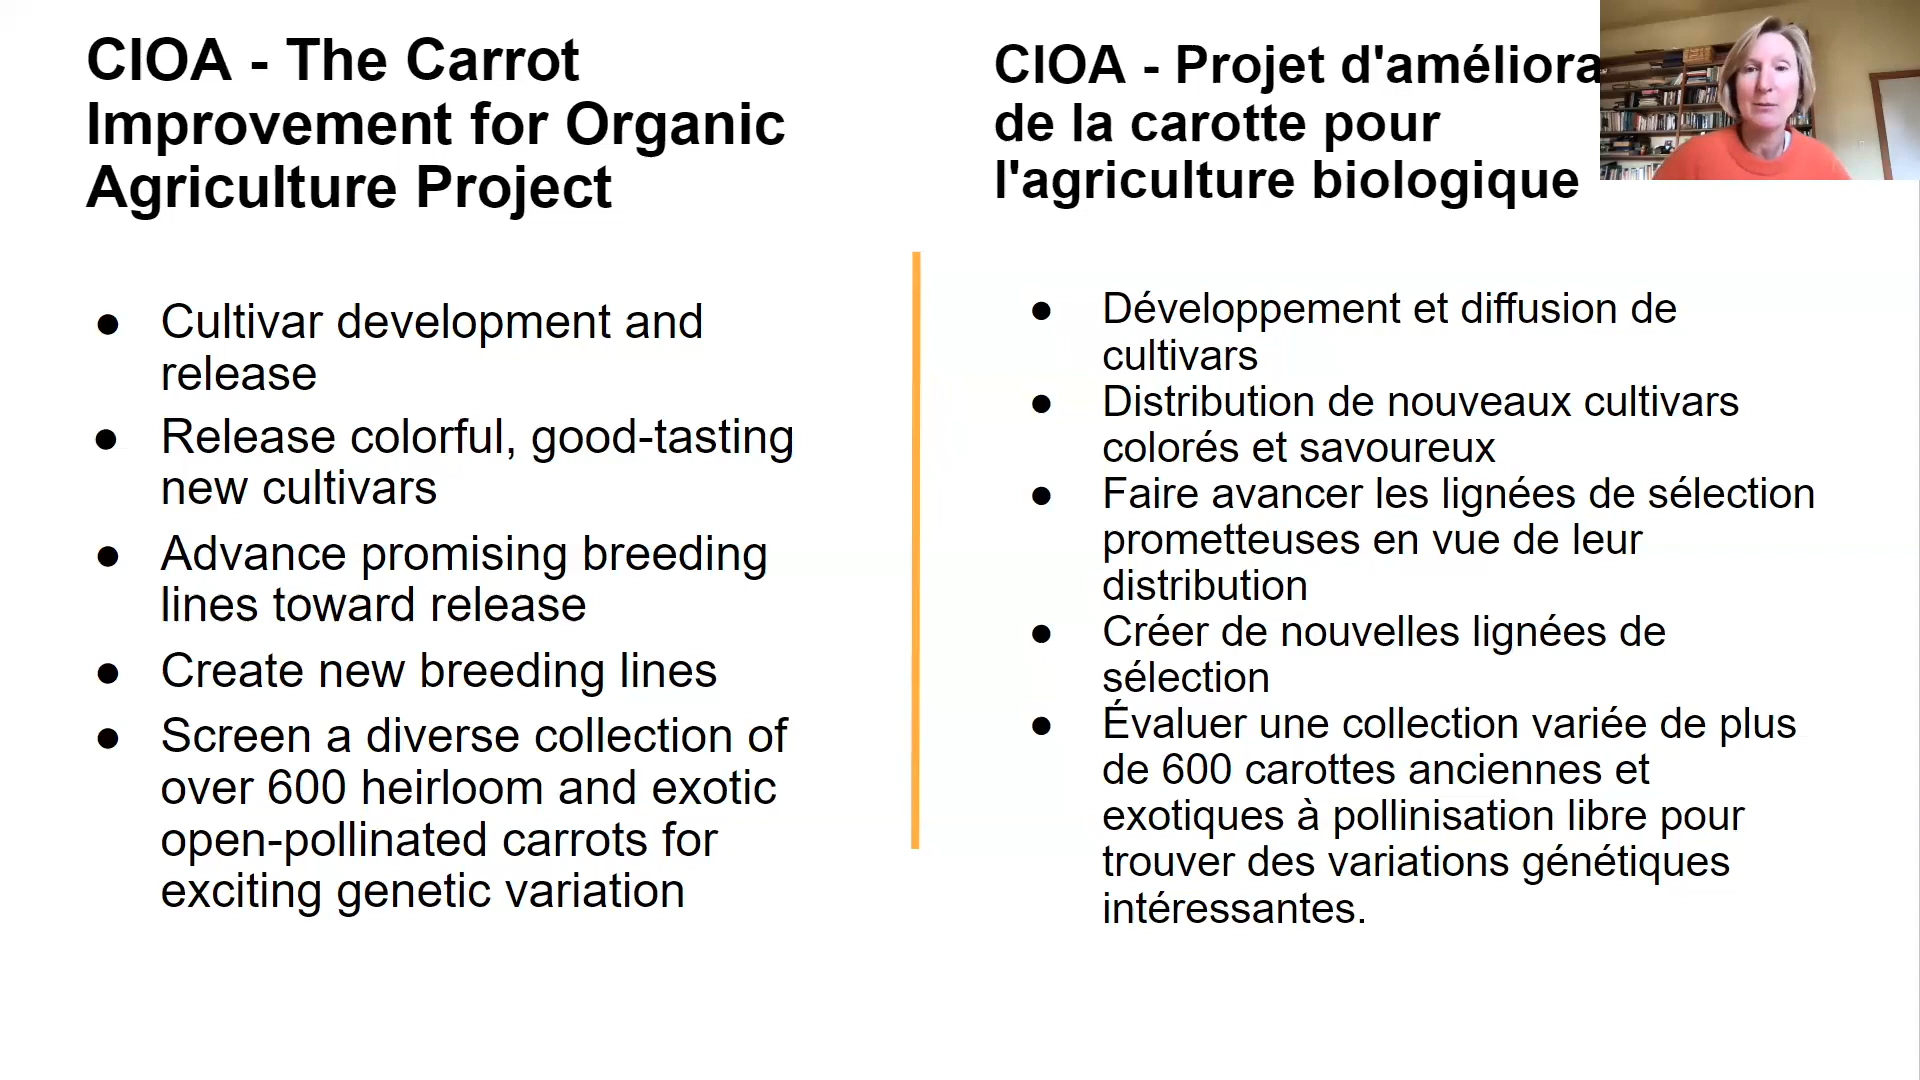 CIOA - The Carrot
Improvement for Organic
Agriculture Project
● Cultivar development and
release
● Release colorful, good-tasting
new cultivars
● Advance promising breeding
lines toward release
● Create new breeding lines
● Screen a diverse collection of
over 600 heirloom and exotic
open-pollinated carrots for
exciting genetic variation
CIOA - Projet d'améliora
de la carotte pour
l'agriculture biologique
● Développement et diffusion de
cultivars
● Distribution de nouveaux cultivars
colorés et savoureux
● Faire avancer les lignées de sélection
prometteuses en vue de leur
distribution
● Créer de nouvelles lignées de
sélection
● Évaluer une collection variée de plus
de 600 carottes anciennes et
exotiques à pollinisation libre pour
trouver des variations génétiques
intéressantes.